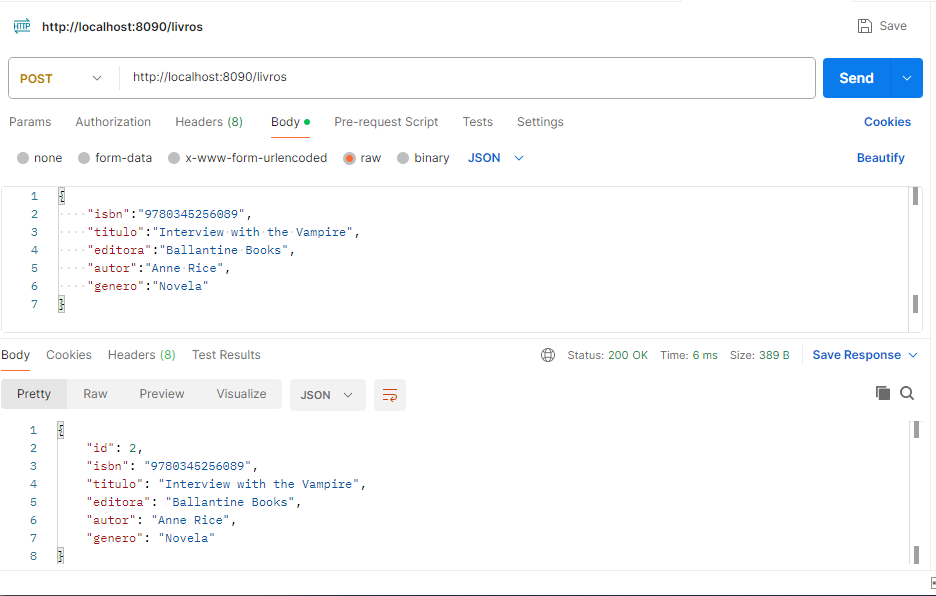 HTTP http://localhost:8090/livros Save
POST http://localhost:8090/livros Send
Params Authorization Headers (8) Body Pre-request Script Tests Settings Cookies
none form-data x-www-form-urlencoded raw binary JSON Beautify
1 {
2 "isbn":"9780345256089",
3 "titulo":"Interview with the Vampire",
4 "editora":"Ballantine Books",
5 "autor":"Anne Rice",
6 "genero":"Novela"
7 }
Body Cookies Headers (8) Test Results Status: 200 OK Time: 6 ms Size: 389 B Save Response
Pretty Raw Preview Visualize JSON
1 {
2 "id": 2,
3 "isbn": "9780345256089",
4 "titulo": "Interview with the Vampire",
5 "editora": "Ballantine Books",
6 "autor": "Anne Rice",
7 "genero": "Novela"
8 }